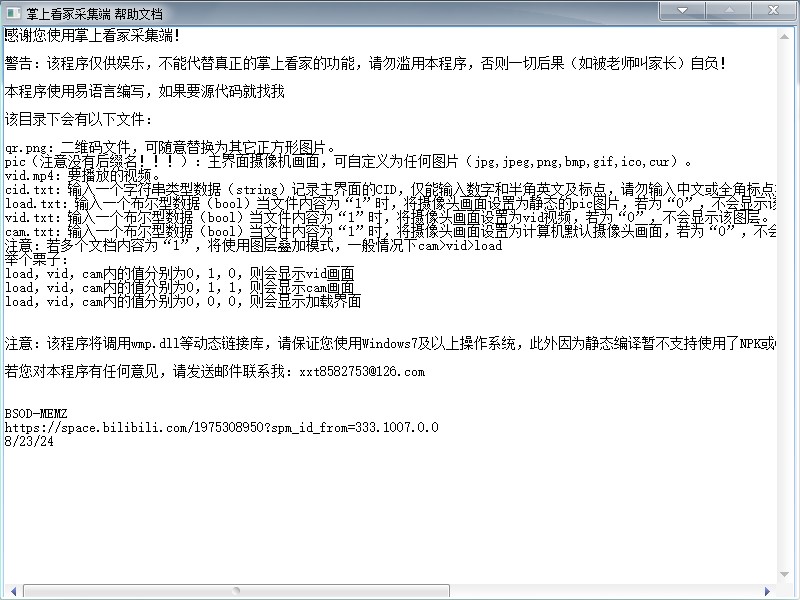 掌上看家采集端 帮助文档
感谢您使用掌上看家采集端！
警告：该程序仅供娱乐，不能代替真正的掌上看家的功能，请勿滥用本程序，否则一切后果（如被老师叫家长）自负！
本程序使用易语言编写，如果要源代码就找我
该目录下会有以下文件：
qr.png：二维码文件，可随意替换为其它正方形图片。
pic（注意没有后缀名！！！）：主界面摄像机画面，可自定义为任何图片（jpg,jpeg,png,bmp,gif,ico,cur）。
vid.mp4：要播放的视频。
cid.txt：输入一个字符串类型数据（string）记录主界面的CID，仅能输入数字和半角英文及标点，请勿输入中文或全角标点
load.txt：输入一个布尔型数据（bool）当文件内容为“1”时，将摄像头画面设置为静态的pic图片，若为“0”，不会显示该
vid.txt：输入一个布尔型数据（bool）当文件内容为“1”时，将摄像头画面设置为vid视频，若为“0”，不会显示该图层。
cam.txt：输入一个布尔型数据（bool）当文件内容为“1”时，将摄像头画面设置为计算机默认摄像头画面，若为“0”，不会
注意：若多个文档内容为“1”，将使用图层叠加模式，一般情况下cam>vid>load
举个栗子：
load，vid，cam内的值分别为0，1，0，则会显示vid画面
load，vid，cam内的值分别为0，1，1，则会显示cam画面
load，vid，cam内的值分别为0，0，0，则会显示加载界面
注意：该程序将调用wmp.dll等动态链接库，请保证您使用Windows7及以上操作系统，此外因为静态编译暂不支持使用了NPK或
若您对本程序有任何意见，请发送邮件联系我：xxt8582753@126.com
BSOD-MEMZ
https://space.bilibili.com/1975308950?spm_id_from=333.1007.0.0
8/23/24